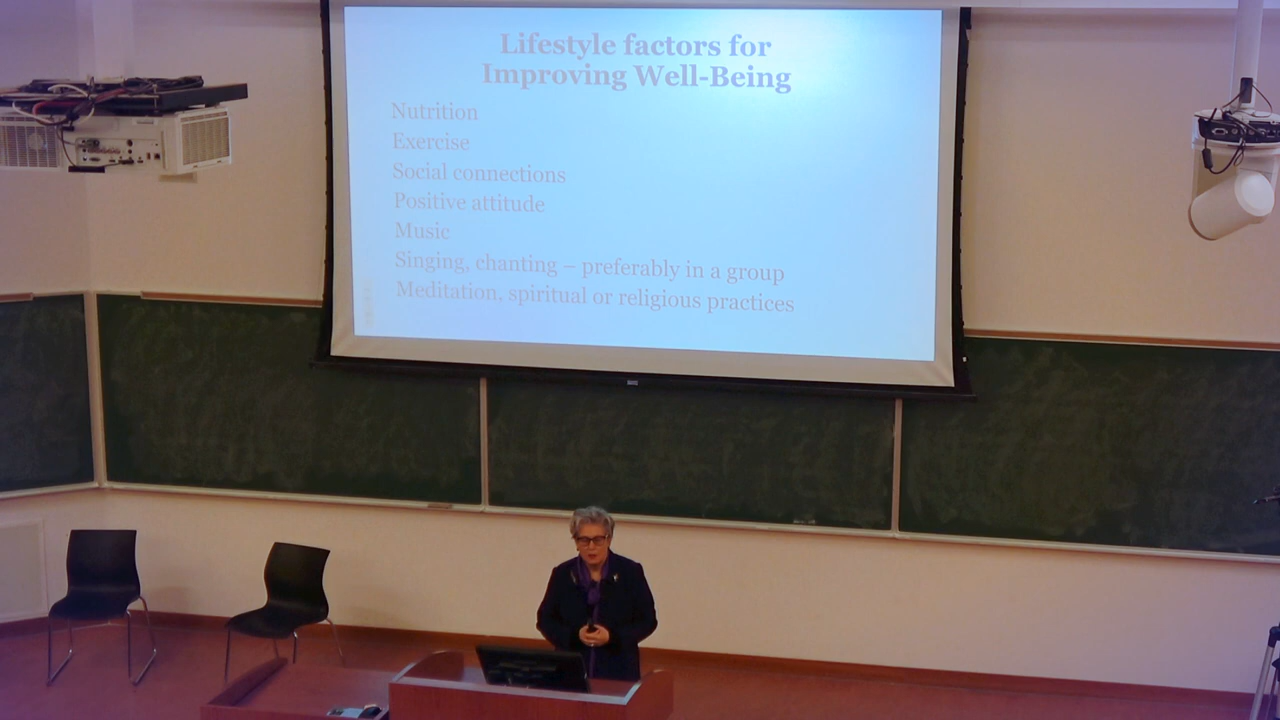 Lifestyle factors for
Improving Well-Being
Nutrition
Exercise
Social connections
Positive attitude
Music
Singing, chanting – preferably in a group
Meditation, spiritual or religious practices